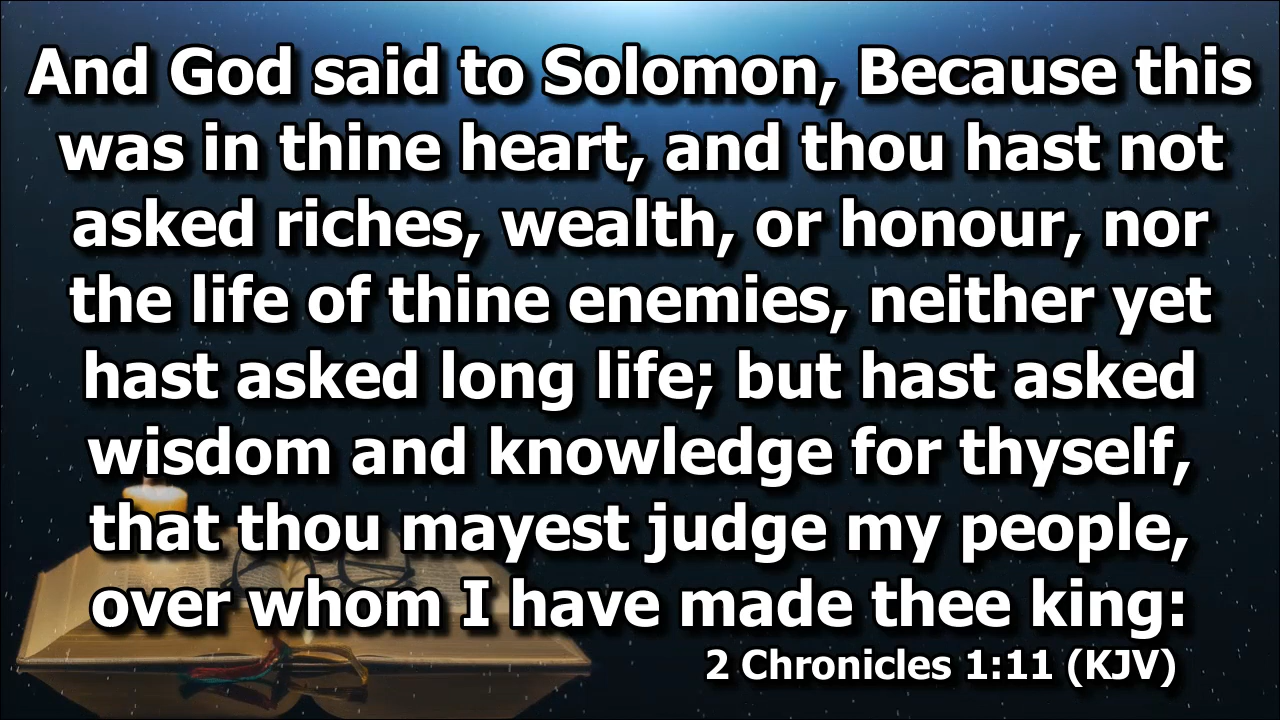 And God said to Solomon, Because this
was in thine heart, and thou hast not
asked riches, wealth, or honour, nor
the life of thine enemies, neither yet
hast asked long life; but hast asked
wisdom and knowledge for thyself,
that thou mayest judge my people,
over whom I have made thee king:
2 Chronicles 1:11 (KJV)